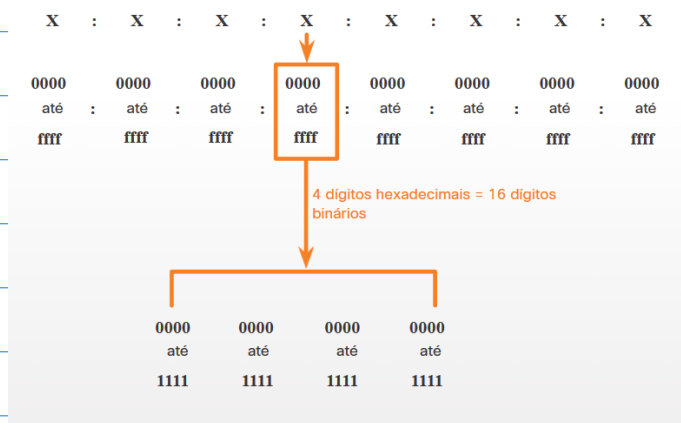 X : X : X : X : X : X : X : X
0000 0000 0000 0000 0000 0000 0000 0000
até : até : até : até : até : até : até : até
ffff ffff ffff ffff ffff ffff ffff ffff
4 dígitos hexadecimais = 16 dígitos
binários
0000 0000 0000 0000
até até até até
1111 1111 1111 1111